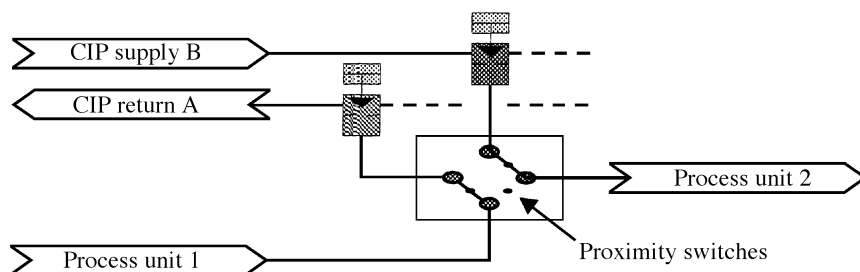 CIP supply B
CIP return A
Process unit 2
Proximity switches
Process unit 1